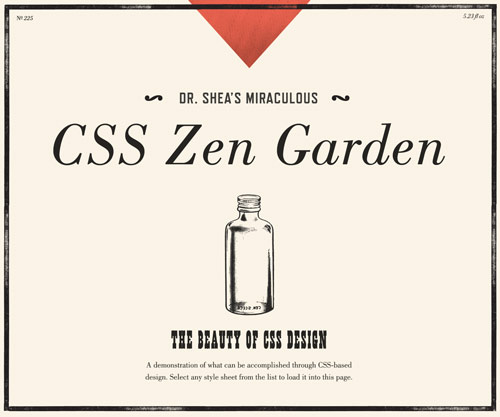 Nº 225
5.23 fl oz
DR. SHEA'S MIRACULOUS
CSS Zen Garden
THE BEAUTY OF CSS DESIGN
A demonstration of what can be accomplished through CSS-based
design. Select any style sheet from the list to load it into this page.